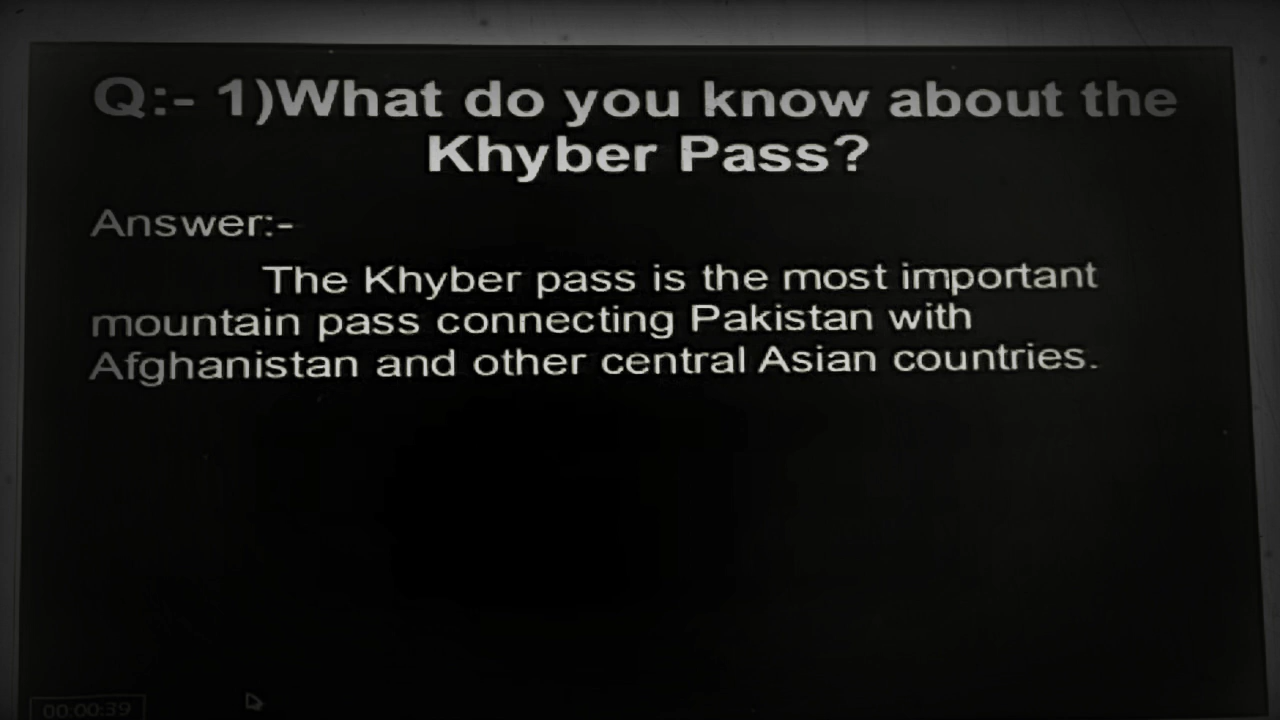 Q:- 1)What do you know about the
Khyber Pass?
Answer:-
The Khyber pass is the most important
mountain pass connecting Pakistan with
Afghanistan and other central Asian countries.
00:00:39